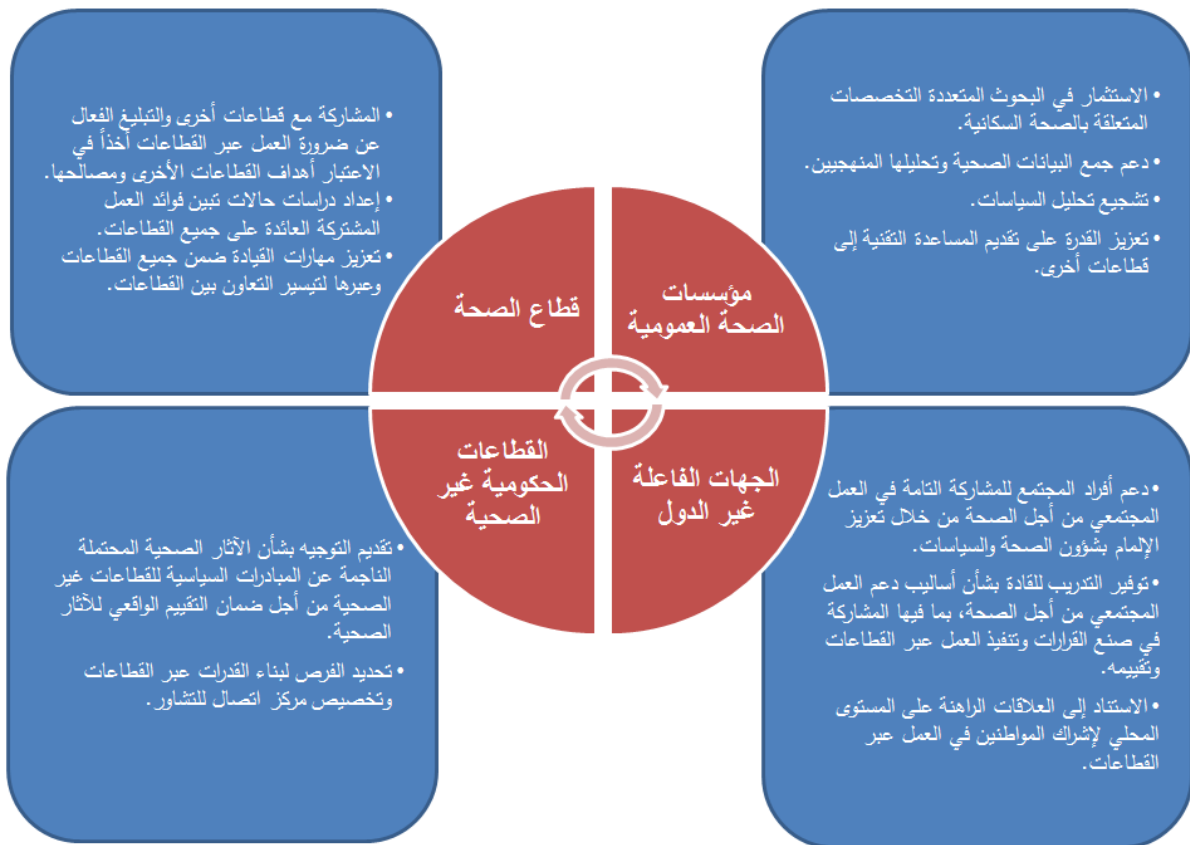 • الاستثمار في البحوث المتعددة التخصصات
المتعلقة بالصحة السكانية.
• دعم جمع البيانات الصحية وتحليلها المنهجيين.
• تشجيع تحليل السياسات.
• تعزيز القدرة على تقديم المساعدة التقنية إلى
قطاعات أخرى.
• المشاركة مع قطاعات أخرى والتبليغ الفعال
عن ضرورة العمل عبر القطاعات أخذاً في
الاعتبار أهداف القطاعات الأخرى ومصالحها.
• إعداد دراسات حالات تبين فوائد العمل
المشتركة العائدة على جميع القطاعات.
• تعزيز مهارات القيادة ضمن جميع القطاعات
وعبرها لتيسير التعاون بين القطاعات.
مؤسسات
الصحة العمومية
قطاع الصحة
الجهات الفاعلة
غير الدول
القطاعات
الحكومية غير
الصحية
• دعم أفراد المجتمع للمشاركة التامة في العمل
المجتمعي من أجل الصحة من خلال تعزيز
الإلمام بشؤون الصحة والسياسات.
• توفير التدريب للقادة بشأن أساليب دعم العمل
المجتمعي من أجل الصحة، بما فيها المشاركة
في صنع القرارات وتنفيذ العمل عبر القطاعات
وتقييمه.
• الاستناد إلى العلاقات الراهنة على المستوى
المحلي لإشراك المواطنين في العمل عبر
القطاعات.
• تقديم التوجيه بشأن الآثار الصحية المحتملة
الناجمة عن المبادرات السياسية للقطاعات غير
الصحية من أجل ضمان التقييم الواقعي للآثار
الصحية.
• تحديد الفرص لبناء القدرات عبر القطاعات
وتخصيص مركز اتصال للتشاور.